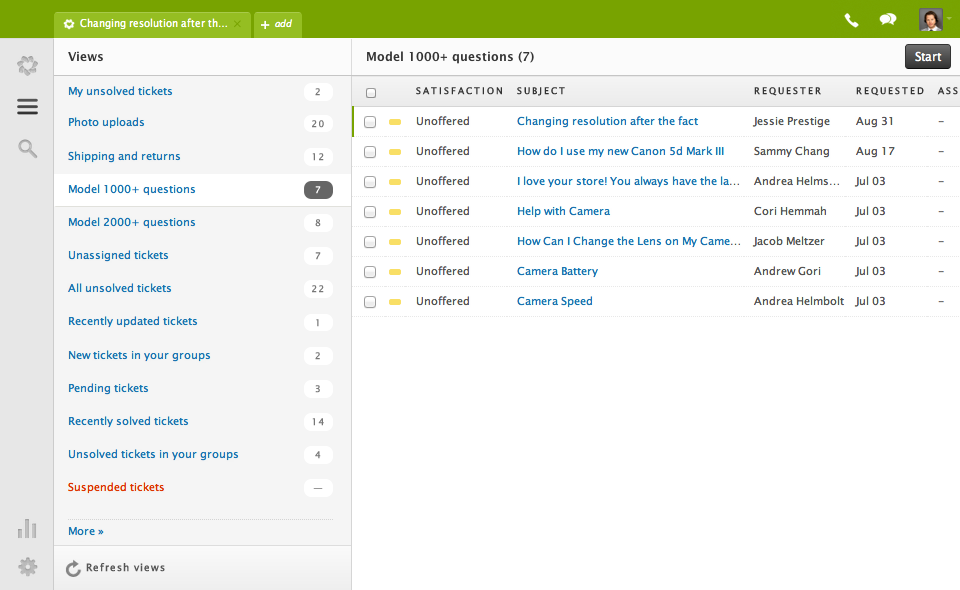 Changing resolution after th... × + add
Views
My unsolved tickets 2
Photo uploads 20
Shipping and returns 12
Model 1000+ questions 7
Model 2000+ questions 8
Unassigned tickets 7
All unsolved tickets 22
Recently updated tickets 1
New tickets in your groups 2
Pending tickets 3
Recently solved tickets 14
Unsolved tickets in your groups 4
Suspended tickets —
More »
Refresh views
Model 1000+ questions (7) Start
SATISFACTION SUBJECT REQUESTER REQUESTED ASS
Unoffered Changing resolution after the fact Jessie Prestige Aug 31 –
Unoffered How do I use my new Canon 5d Mark III Sammy Chang Aug 17 –
Unoffered I love your store! You always have the la... Andrea Helms... Jul 03 –
Unoffered Help with Camera Cori Hemmah Jul 03 –
Unoffered How Can I Change the Lens on My Came... Jacob Meltzer Jul 03 –
Unoffered Camera Battery Andrew Gori Jul 03 –
Unoffered Camera Speed Andrea Helmbolt Jul 03 –